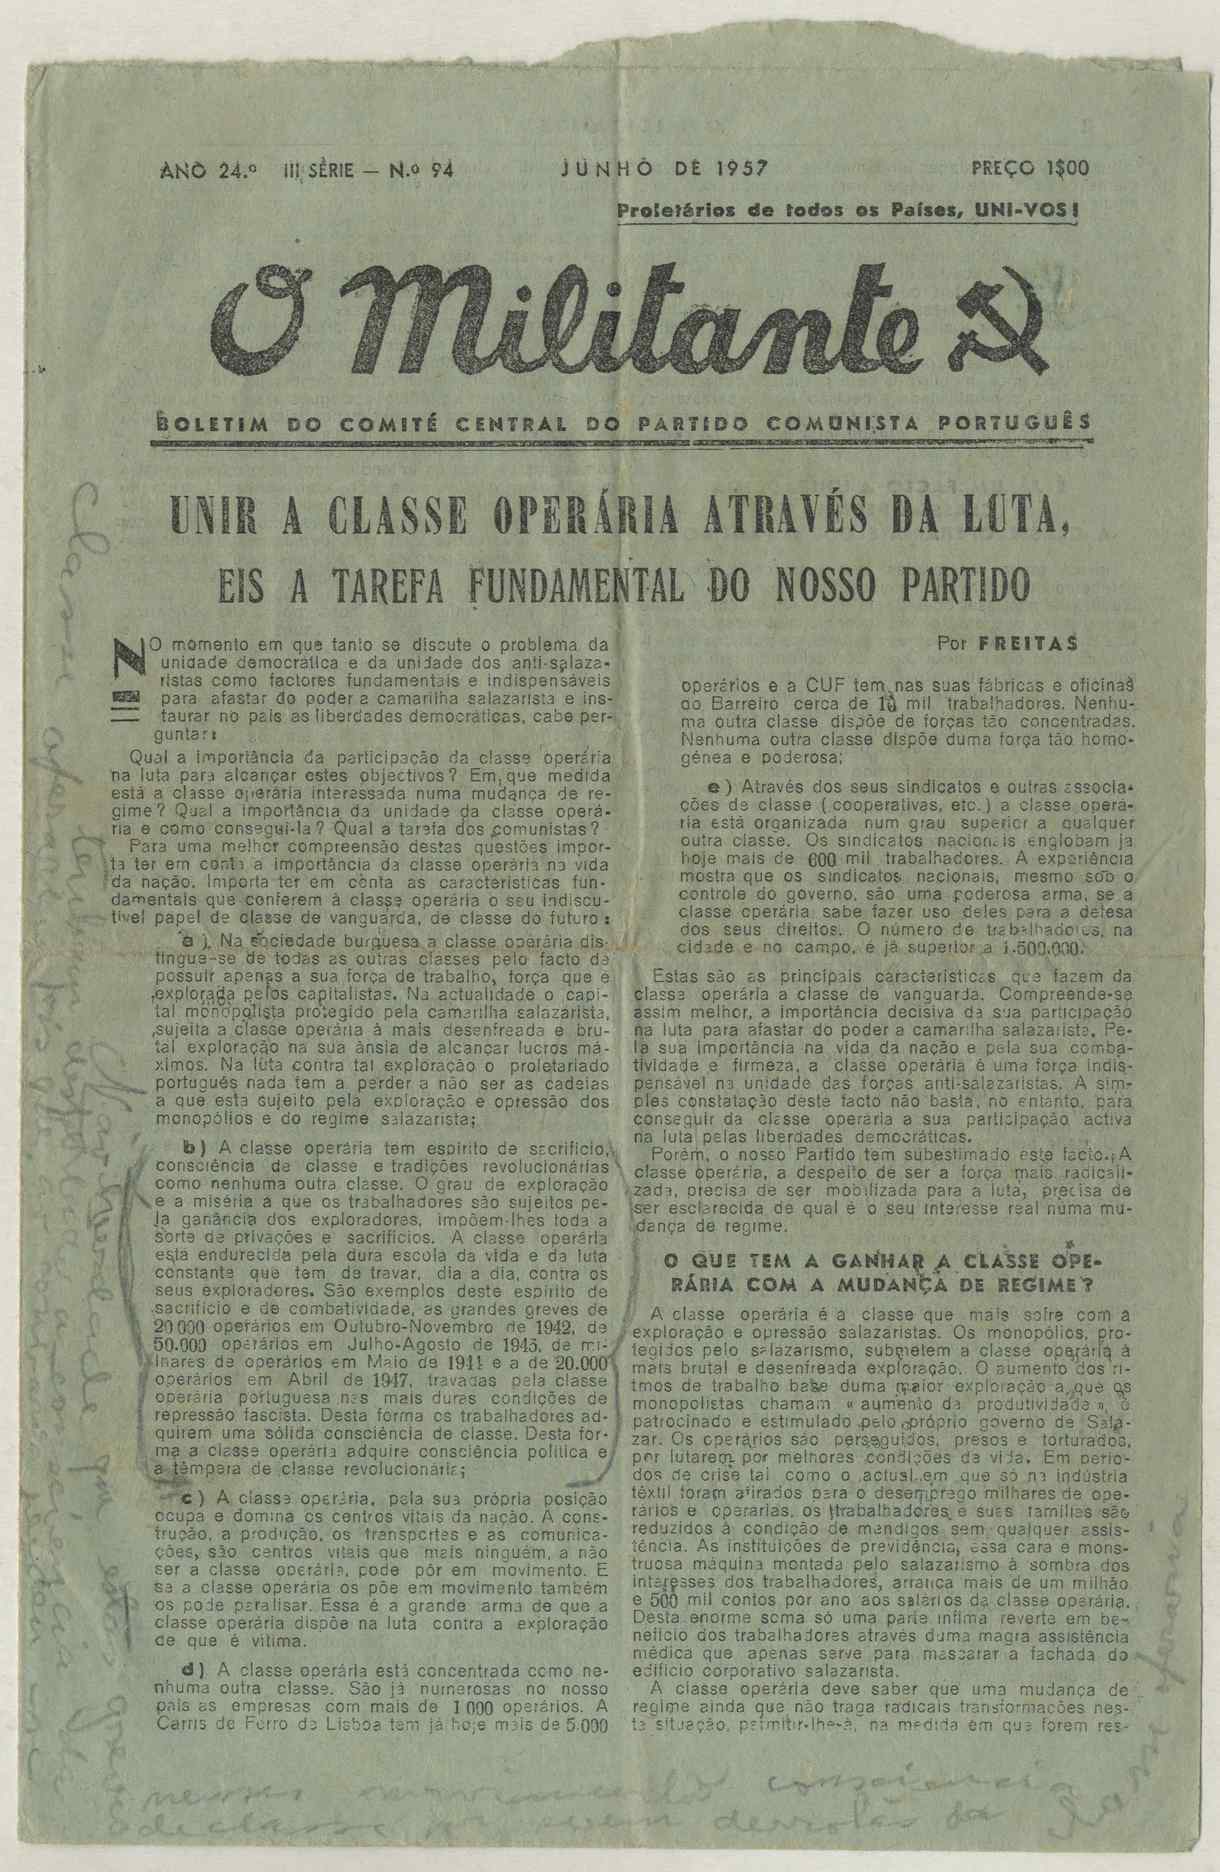 ANO 24.º III SÉRIE — N.º 94 JUNHO DE 1957 PREÇO 1$00
Proletários de todos os Países, UNI-VOS!
O Militante
BOLETIM DO COMITÉ CENTRAL DO PARTIDO COMUNISTA PORTUGUÊS
UNIR A CLASSE OPERÁRIA ATRAVÉS DA LUTA,
EIS A TAREFA FUNDAMENTAL DO NOSSO PARTIDO
Por FREITAS
NO momento em que tanto se discute o problema da
unidade democrática e da unidade dos anti-salaza-
ristas como factores fundamentais e indispensáveis
para afastar do poder a camarilha salazarista e ins-
taurar no país as liberdades democráticas, cabe per-
guntar:
Qual a importância da participação da classe operária
na luta para alcançar estes objectivos? Em que medida
está a classe operária interessada numa mudança de re-
gime? Qual a importância da unidade da classe operá-
ria e como consegui-la? Qual a tarefa dos comunistas?
Para uma melhor compreensão destas questões impor-
ta ter em conta a importância da classe operária na vida
da nação. Importa ter em conta as características fun-
damentais que conferem à classe operária o seu indiscu-
tível papel de classe de vanguarda, de classe do futuro:
a) Na sociedade burguesa a classe operária dis-
tingue-se de todas as outras classes pelo facto de
possuir apenas a sua força de trabalho, força que é
explorada pelos capitalistas. Na actualidade o capi-
tal monopolista protegido pela camarilha salazarista,
sujeita a classe operária à mais desenfreada e bru-
tal exploração na sua ânsia de alcançar lucros má-
ximos. Na luta contra tal exploração o proletariado
português nada tem a perder a não ser as cadeias
a que esta sujeito pela exploração e opressão dos
monopólios e do regime salazarista;
b) A classe operária tem espírito de sacrifício,
consciência de classe e tradições revolucionárias
como nenhuma outra classe. O grau de exploração
e a miséria a que os trabalhadores são sujeitos pe-
la ganância dos exploradores, impõem-lhes toda a
sorte de privações e sacrifícios. A classe operária
está endurecida pela dura escola da vida e da luta
constante que tem de travar, dia a dia, contra os
seus exploradores. São exemplos deste espírito de
sacrifício e de combatividade, as grandes greves de
20.000 operários em Outubro-Novembro de 1942, de
50.000 operários em Julho-Agosto de 1943, de mi-
lhares de operários em Maio de 1944 e a de 20.000
operários em Abril de 1947, travadas pela classe
operária portuguesa nas mais duras condições de
repressão fascista. Desta forma os trabalhadores ad-
quirem uma sólida consciência de classe. Desta for-
ma a classe operária adquire consciência política e
a têmpera de classe revolucionária;
c) A classe operária, pela sua própria posição
ocupa e domina os centros vitais da nação. A cons-
trução, a produção, os transportes e as comunica-
ções, são centros vitais que mais ninguém, a não
ser a classe operária, pode pôr em movimento. E
se a classe operária os põe em movimento também
os pode paralisar. Essa é a grande arma de que a
classe operária dispõe na luta contra a exploração
de que é vítima.
d) A classe operária está concentrada como ne-
nhuma outra classe. São já numerosas no nosso
país as empresas com mais de 1 000 operários. A
Carris de Ferro de Lisboa tem já hoje mais de 5.000
operários e a CUF tem nas suas fábricas e oficinas
do Barreiro cerca de mil trabalhadores. Nenhu-
ma outra classe dispõe de forças tão concentradas.
Nenhuma outra classe dispõe duma força tão homo-
génea e poderosa;
e) Através dos seus sindicatos e outras associa-
ções de classe (cooperativas, etc.) a classe operá-
ria está organizada num grau superior a qualquer
outra classe. Os sindicatos nacionais englobam já
hoje mais de 600 mil trabalhadores. A experiência
mostra que os sindicatos nacionais, mesmo sob o
controle do governo, são uma poderosa arma, se a
classe operária sabe fazer uso deles para a defesa
dos seus direitos. O número de trabalhadores, na
cidade e no campo, é já superior a 1.500.000.
Estas são as principais características que fazem da
classe operária a classe de vanguarda. Compreende-se
assim melhor, a importância decisiva da sua participação
na luta para afastar do poder a camarilha salazarista. Pe-
la sua importância na vida da nação e pela sua comba-
tividade e firmeza, a classe operária é uma força indis-
pensável na unidade das forças anti-salazaristas. A sim-
ples constatação deste facto não basta, no entanto, para
conseguir da classe operária a sua participação activa
na luta pelas liberdades democráticas.
Porém, o nosso Partido tem subestimado este facto. A
classe operária, a despeito de ser a força mais radicali-
zada, precisa de ser mobilizada para a luta, precisa de
ser esclarecida de qual é o seu interesse real numa mu-
dança de regime.
O QUE TEM A GANHAR A CLASSE OPE-
RÁRIA COM A MUDANÇA DE REGIME?
A classe operária é a classe que mais sofre com a
exploração e opressão salazaristas. Os monopólios, pro-
tegidos pelo salazarismo, submetem a classe operária à
mais brutal e desenfreada exploração. O aumento dos ri-
tmos de trabalho base duma maior exploração a que os
monopolistas chamam «aumento da produtividade», é
patrocinado e estimulado pelo próprio governo de Sala-
zar. Os operários são perseguidos, presos e torturados,
por lutarem por melhores condições de vida. Em perío-
dos de crise tal como o actual em que só na indústria
têxtil foram atirados para o desemprego milhares de ope-
rários e operárias, os trabalhadores e suas famílias são
reduzidos à condição de mendigos sem qualquer assis-
tência. As instituições de previdência, essa cara e mons-
truosa máquina montada pelo salazarismo à sombra dos
interesses dos trabalhadores, arranca mais de um milhão
e 500 mil contos por ano aos salários da classe operária.
Desta enorme soma só uma parte ínfima reverte em be-
nefício dos trabalhadores através duma magra assistência
médica que apenas serve para mascarar a fachada do
edifício corporativo salazarista.
A classe operária deve saber que uma mudança de
regime ainda que não traga radicais transformações nes-
ta situação, permitir-lhe-á, na medida em que forem res-